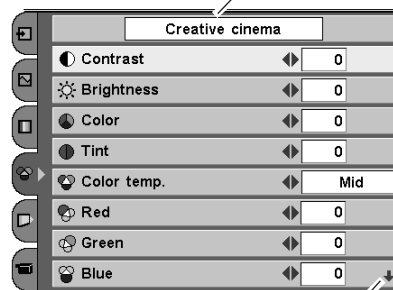 Creative cinema
Contrast 0
Brightness 0
Color 0
Tint 0
Color temp. Mid
Red 0
Green 0
Blue 0